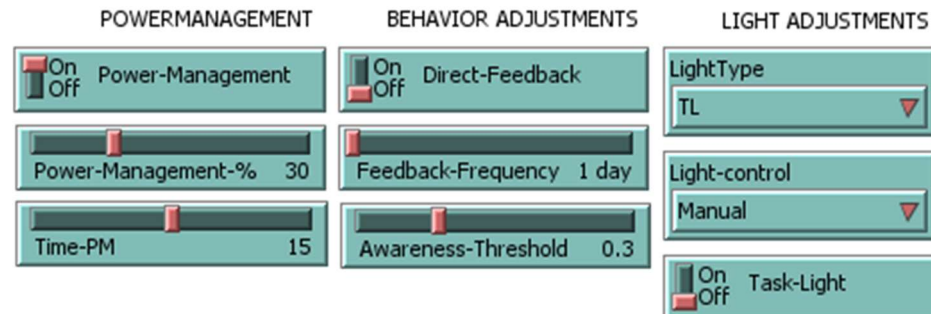 POWERMANAGEMENT
On
Off
Power-Management
Power-Management-% 30
Time-PM 15
BEHAVIOR ADJUSTMENTS
On
Off
Direct-Feedback
Feedback-Frequency 1 day
Awareness-Threshold 0.3
LIGHT ADJUSTMENTS
LightType
TL
Light-control
Manual
On
Off
Task-Light